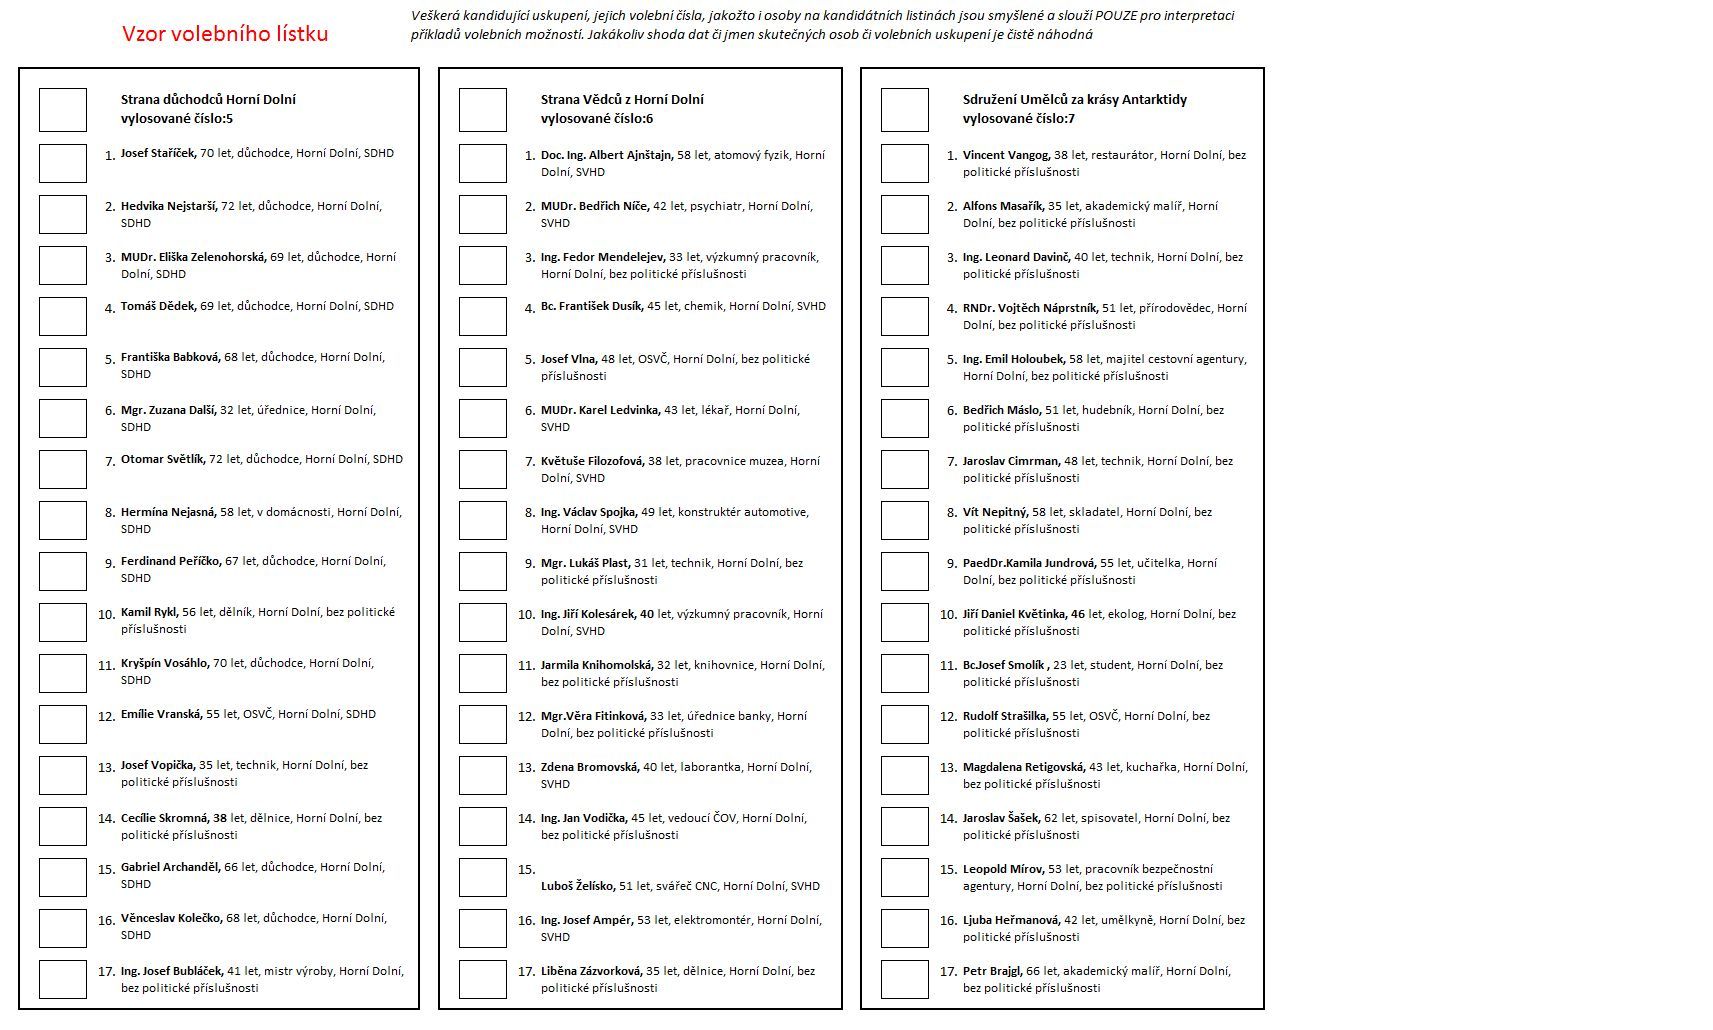 Vzor volebního lístku
Veškerá kandidující uskupení, jejich volební čísla, jakožto i osoby na kandidátních listinách jsou smyšlené a slouží POUZE pro interpretaci
příkladů volebních možností. Jakákoliv shoda dat či jmen skutečných osob či volebních uskupení je čistě náhodná
Strana důchodců Horní Dolní
vylosované číslo:5
1. Josef Staříček, 70 let, důchodce, Horní Dolní, SDHD
2. Hedvika Nejstarší, 72 let, důchodce, Horní Dolní,
SDHD
3. MUDr. Eliška Zelenohorská, 69 let, důchodce, Horní
Dolní, SDHD
4. Tomáš Dědek, 69 let, důchodce, Horní Dolní, SDHD
5. Františka Babková, 68 let, důchodce, Horní Dolní,
SDHD
6. Mgr. Zuzana Další, 32 let, úřednice, Horní Dolní,
SDHD
7. Otomar Světlík, 72 let, důchodce, Horní Dolní, SDHD
8. Hermína Nejasná, 58 let, v domácnosti, Horní Dolní,
SDHD
9. Ferdinand Peříčko, 67 let, důchodce, Horní Dolní,
SDHD
10. Kamil Rykl, 56 let, dělník, Horní Dolní, bez politické
příslušnosti
11. Kryšpín Vosáhlo, 70 let, důchodce, Horní Dolní,
SDHD
12. Emílie Vranská, 55 let, OSVČ, Horní Dolní, SDHD
13. Josef Vopička, 35 let, technik, Horní Dolní, bez
politické příslušnosti
14. Cecílie Skromná, 38 let, dělnice, Horní Dolní, bez
politické příslušnosti
15. Gabriel Archanděl, 66 let, důchodce, Horní Dolní,
SDHD
16. Věnceslav Kolečko, 68 let, důchodce, Horní Dolní,
SDHD
17. Ing. Josef Bubláček, 41 let, mistr výroby, Horní Dolní,
bez politické příslušnosti
Strana Vědců z Horní Dolní
vylosované číslo:6
1. Doc. Ing. Albert Ajnštajn, 58 let, atomový fyzik, Horní
Dolní, SVHD
2. MUDr. Bedřich Níče, 42 let, psychiatr, Horní Dolní,
SVHD
3. Ing. Fedor Mendelejev, 33 let, výzkumný pracovník,
Horní Dolní, bez politické příslušnosti
4. Bc. František Dusík, 45 let, chemik, Horní Dolní, SVHD
5. Josef Vlna, 48 let, OSVČ, Horní Dolní, bez politické
příslušnosti
6. MUDr. Karel Ledvinka, 43 let, lékař, Horní Dolní,
SVHD
7. Květuše Filozofová, 38 let, pracovnice muzea, Horní
Dolní, SVHD
8. Ing. Václav Spojka, 49 let, konstruktér automotive,
Horní Dolní, SVHD
9. Mgr. Lukáš Plast, 31 let, technik, Horní Dolní, bez
politické příslušnosti
10. Ing. Jiří Kolesárek, 40 let, výzkumný pracovník, Horní
Dolní, SVHD
11. Jarmila Knihomolská, 32 let, knihovnice, Horní Dolní,
bez politické příslušnosti
12. Mgr.Věra Fitinková, 33 let, úřednice banky, Horní
Dolní, bez politické příslušnosti
13. Zdena Bromovská, 40 let, laborantka, Horní Dolní,
SVHD
14. Ing. Jan Vodička, 45 let, vedoucí ČOV, Horní Dolní,
bez politické příslušnosti
15.
Luboš Želísko, 51 let, svářeč CNC, Horní Dolní, SVHD
16. Ing. Josef Ampér, 53 let, elektromontér, Horní Dolní,
SVHD
17. Liběna Zázvorková, 35 let, dělnice, Horní Dolní, bez
politické příslušnosti
Sdružení Umělců za krásy Antarktidy
vylosované číslo:7
1. Vincent Vangog, 38 let, restaurátor, Horní Dolní, bez
politické příslušnosti
2. Alfons Masařík, 35 let, akademický malíř, Horní
Dolní, bez politické příslušnosti
3. Ing. Leonard Davinč, 40 let, technik, Horní Dolní, bez
politické příslušnosti
4. RNDr. Vojtěch Náprstník, 51 let, přírodovědec, Horní
Dolní, bez politické příslušnosti
5. Ing. Emil Holoubek, 58 let, majitel cestovní agentury,
Horní Dolní, bez politické příslušnosti
6. Bedřich Máslo, 51 let, hudebník, Horní Dolní, bez
politické příslušnosti
7. Jaroslav Cimrman, 48 let, technik, Horní Dolní, bez
politické příslušnosti
8. Vít Nepitný, 58 let, skladatel, Horní Dolní, bez
politické příslušnosti
9. PaedDr.Kamila Jundrová, 55 let, učitelka, Horní
Dolní, bez politické příslušnosti
10. Jiří Daniel Květinka, 46 let, ekolog, Horní Dolní, bez
politické příslušnosti
11. Bc.Josef Smolík , 23 let, student, Horní Dolní, bez
politické příslušnosti
12. Rudolf Strašilka, 55 let, OSVČ, Horní Dolní, bez
politické příslušnosti
13. Magdalena Retigovská, 43 let, kuchařka, Horní Dolní,
bez politické příslušnosti
14. Jaroslav Šašek, 62 let, spisovatel, Horní Dolní, bez
politické příslušnosti
15. Leopold Mírov, 53 let, pracovník bezpečnostní
agentury, Horní Dolní, bez politické příslušnosti
16. Ljuba Heřmanová, 42 let, umělkyně, Horní Dolní, bez
politické příslušnosti
17. Petr Brajgl, 66 let, akademický malíř, Horní Dolní,
bez politické příslušnosti